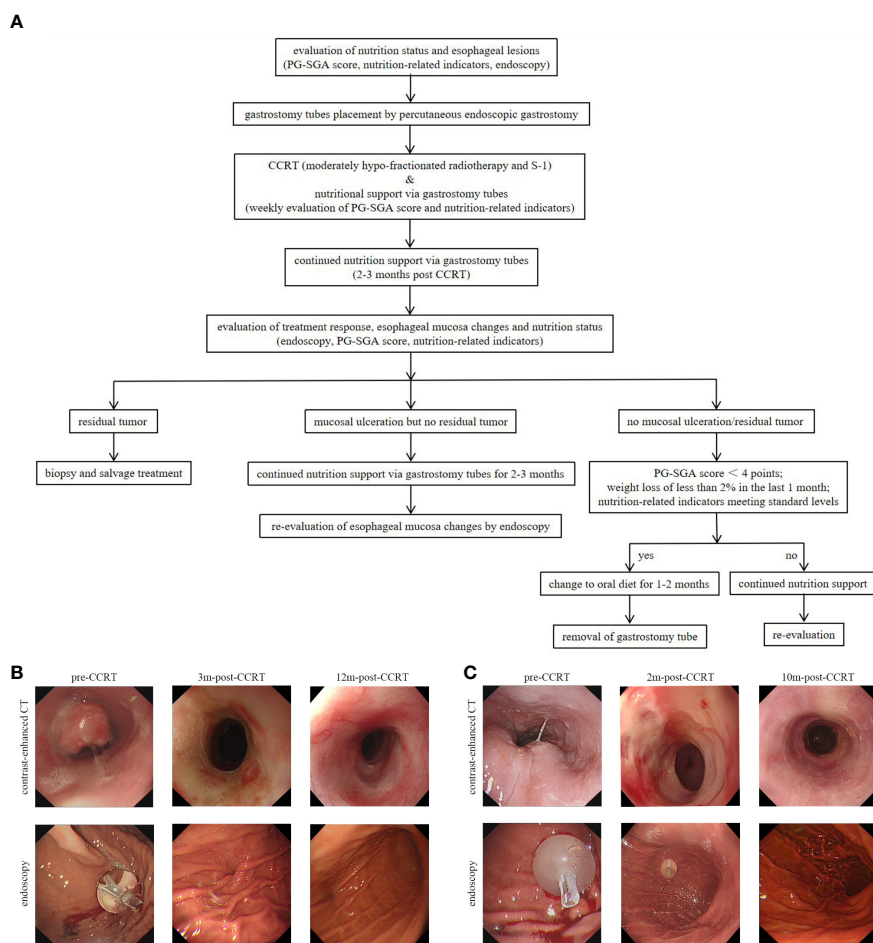 A
evaluation of nutrition status and esophageal lesions
(PG-SGA score, nutrition-related indicators, endoscopy)
gastrostomy tubes placement by percutaneous endoscopic gastrostomy
CCRT (moderately hypo-fractionated radiotherapy and S-1)
&
nutritional support via gastrostomy tubes
(weekly evaluation of PG-SGA score and nutrition-related indicators)
continued nutrition support via gastrostomy tubes
(2-3 months post CCRT)
evaluation of treatment response, esophageal mucosa changes and nutrition status
(endoscopy, PG-SGA score, nutrition-related indicators)
residual tumor
mucosal ulceration but no residual tumor
no mucosal ulceration/residual tumor
biopsy and salvage treatment
continued nutrition support via gastrostomy tubes for 2-3 months
PG-SGA score < 4 points;
weight loss of less than 2% in the last 1 month;
nutrition-related indicators meeting standard levels
re-evaluation of esophageal mucosa changes by endoscopy
yes
no
change to oral diet for 1-2 months
continued nutrition support
removal of gastrostomy tube
re-evaluation
B
pre-CCRT
3m-post-CCRT
12m-post-CCRT
contrast-enhanced CT
endoscopy
C
pre-CCRT
2m-post-CCRT
10m-post-CCRT
contrast-enhanced CT
endoscopy